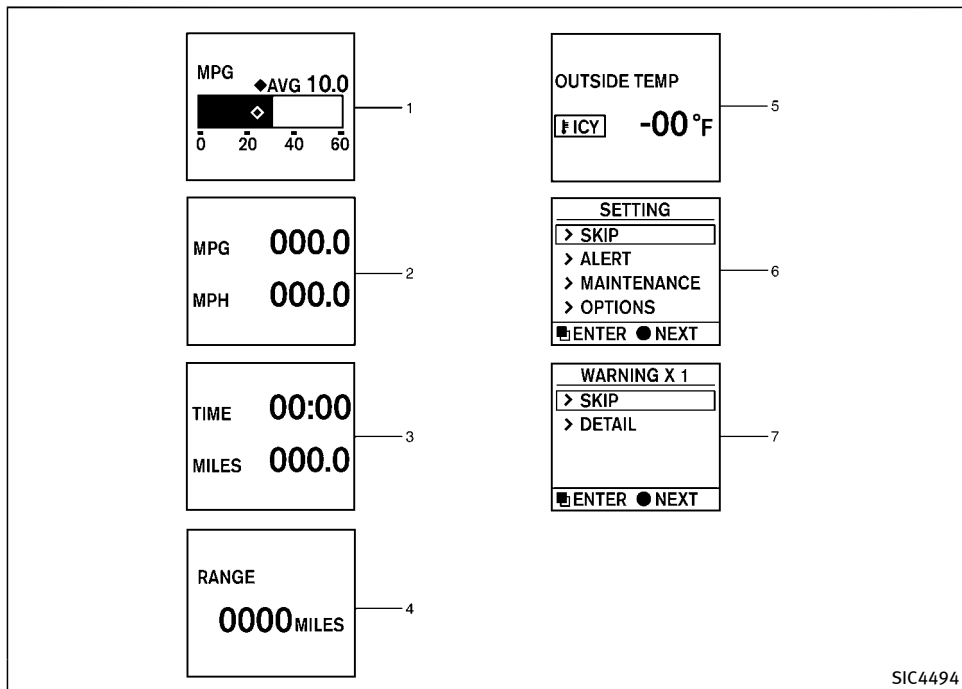 MPG
◆AVG 10.0
0 20 40 60
1
MPG 000.0
MPH 000.0
2
TIME 00:00
MILES 000.0
3
RANGE
0000 MILES
4
OUTSIDE TEMP
ICY -00°F
5
SETTING
> SKIP
> ALERT
> MAINTENANCE
> OPTIONS
ENTER ● NEXT
6
WARNING X 1
> SKIP
> DETAIL
ENTER ● NEXT
7
SIC4494